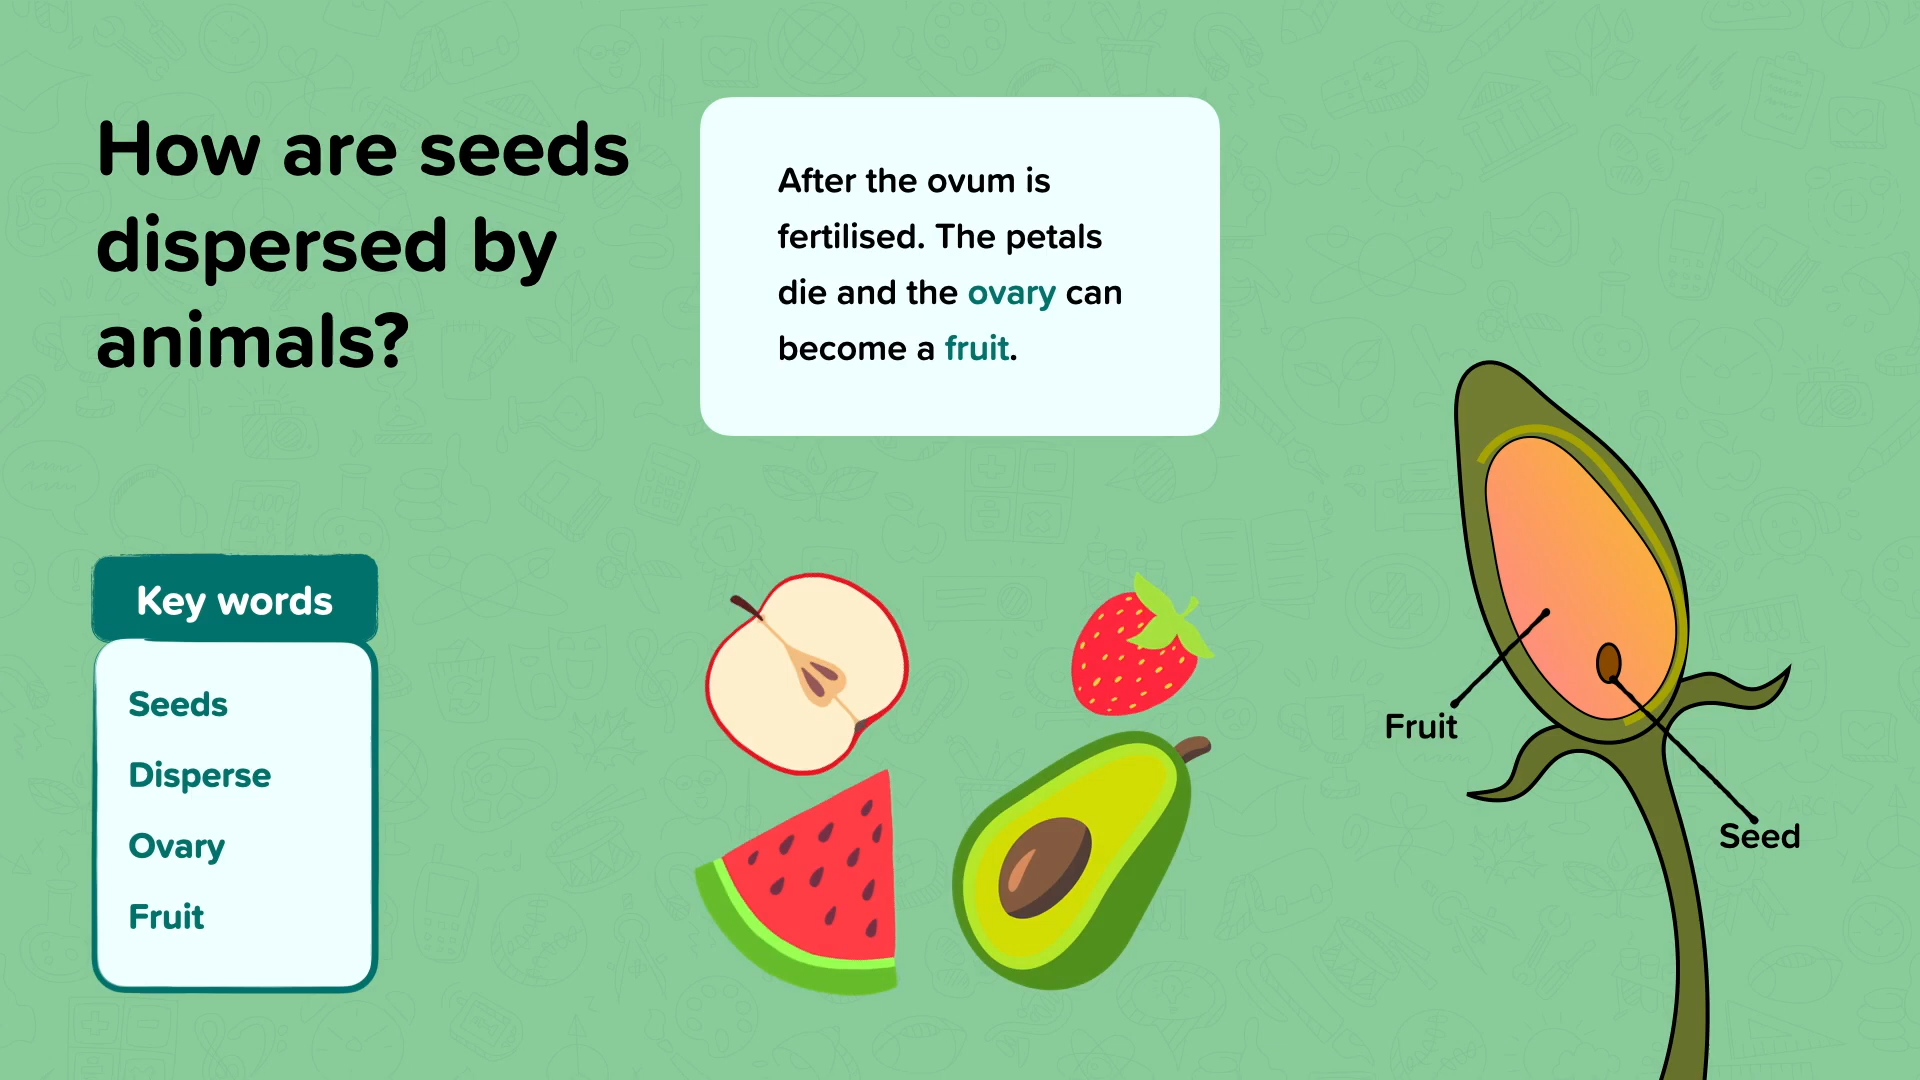 How are seeds
dispersed by
animals?
After the ovum is
fertilised. The petals
die and the ovary can
become a fruit.
Key words
Seeds
Disperse
Ovary
Fruit
Fruit
Seed